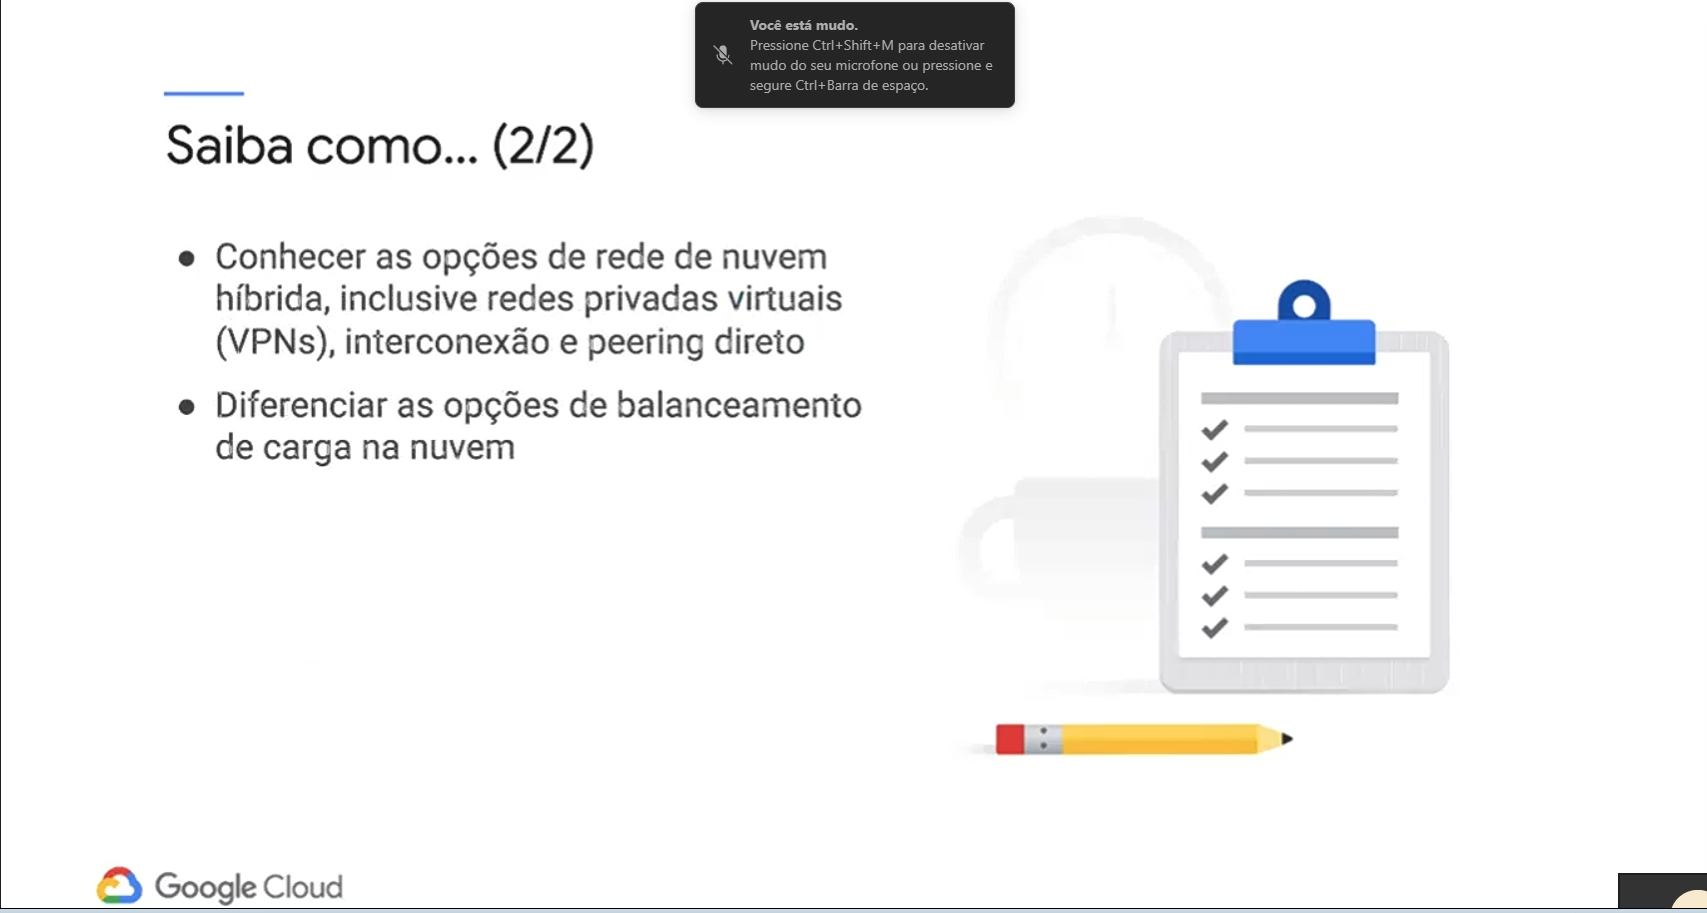 Você está mudo.
Pressione Ctrl+Shift+M para desativar
mudo do seu microfone ou pressione e
segure Ctrl+Barra de espaço.
Saiba como... (2/2)
● Conhecer as opções de rede de nuvem
híbrida, inclusive redes privadas virtuais
(VPNs), interconexão e peering direto
● Diferenciar as opções de balanceamento
de carga na nuvem
Google Cloud